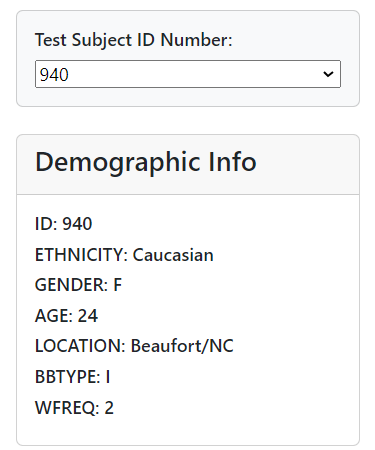 Test Subject ID Number:
940
Demographic Info
ID: 940
ETHNICITY: Caucasian
GENDER: F
AGE: 24
LOCATION: Beaufort/NC
BBTYPE: I
WFREQ: 2